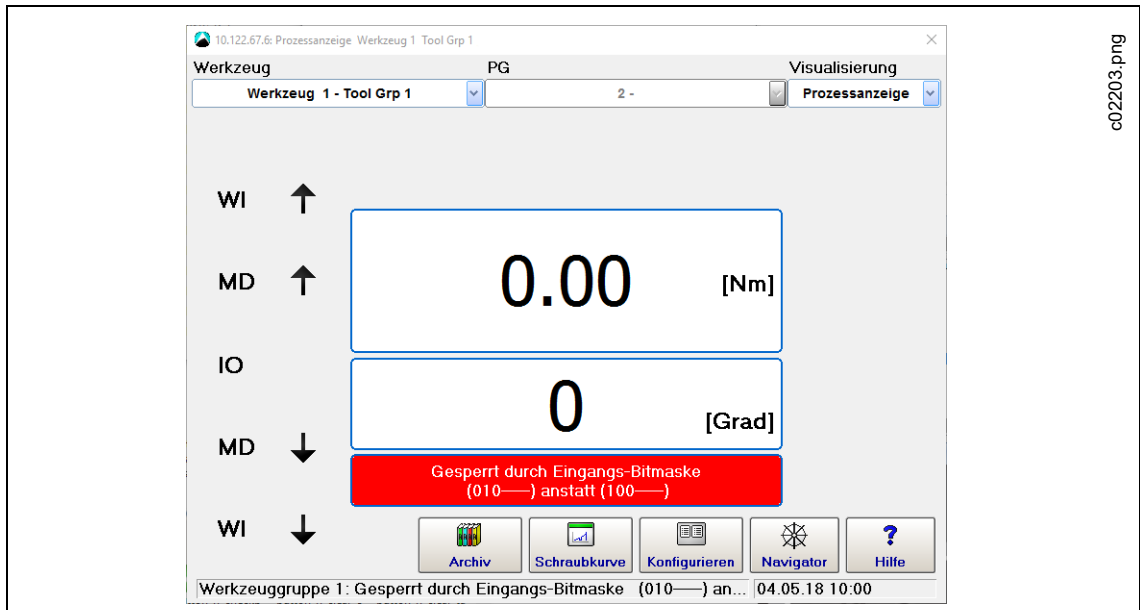 10.122.67.6: Prozessanzeige Werkzeug 1 Tool Grp 1
Werkzeug PG Visualisierung
Werkzeug 1 - Tool Grp 1 2 - Prozessanzeige
WI
MD
0.00 [Nm]
IO
0 [Grad]
MD
Gesperrt durch Eingangs-Bitmaske
(010——) anstatt (100——)
WI
Archiv Schraubkurve Konfigurieren Navigator Hilfe
Werkzeuggruppe 1: Gesperrt durch Eingangs-Bitmaske (010——) an... 04.05.18 10:00
c02203.png